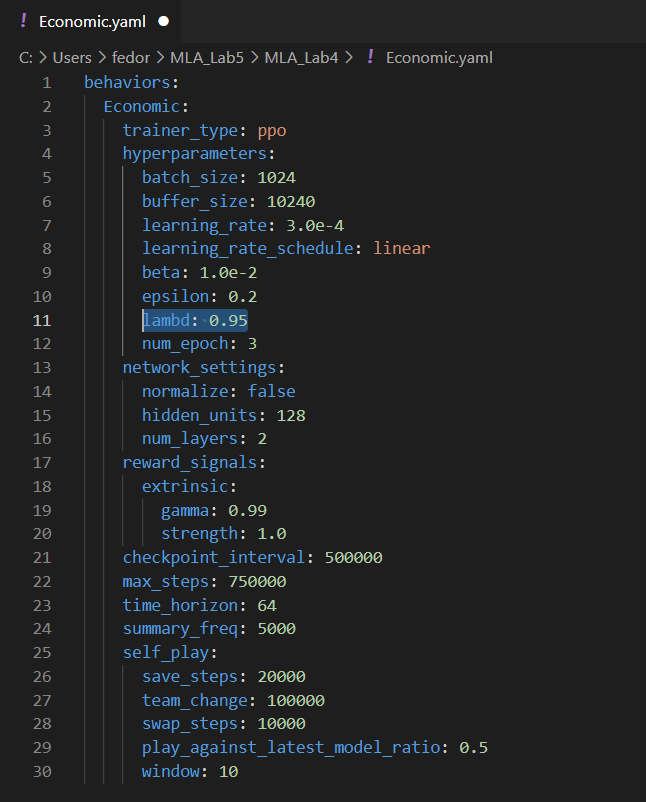 ! Economic.yaml ●
C: > Users > fedor > MLA_Lab5 > MLA_Lab4 > ! Economic.yaml
1 behaviors:
2 Economic:
3 trainer_type: ppo
4 hyperparameters:
5 batch_size: 1024
6 buffer_size: 10240
7 learning_rate: 3.0e-4
8 learning_rate_schedule: linear
9 beta: 1.0e-2
10 epsilon: 0.2
11 lambd: 0.95
12 num_epoch: 3
13 network_settings:
14 normalize: false
15 hidden_units: 128
16 num_layers: 2
17 reward_signals:
18 extrinsic:
19 gamma: 0.99
20 strength: 1.0
21 checkpoint_interval: 500000
22 max_steps: 750000
23 time_horizon: 64
24 summary_freq: 5000
25 self_play:
26 save_steps: 20000
27 team_change: 100000
28 swap_steps: 10000
29 play_against_latest_model_ratio: 0.5
30 window: 10